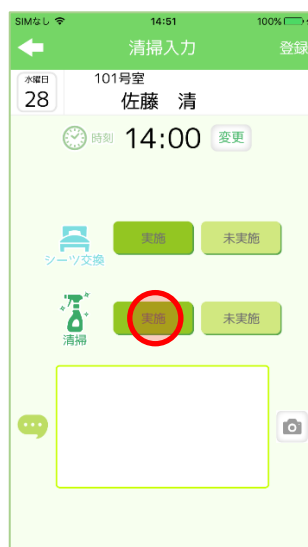 SIMなし 14:51 100%
清掃入力 登録
水曜日 101号室
28 佐藤 清
時刻 14:00 変更
シーツ交換 実施 未実施
清掃 実施 未実施